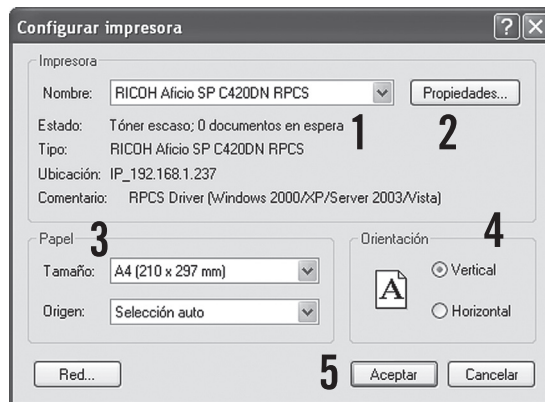 Configurar impresora
Impresora
Nombre: RICOH Aficio SP C420DN RPCS Propiedades...
Estado: Tóner escaso; 0 documentos en espera 1 2
Tipo: RICOH Aficio SP C420DN RPCS
Ubicación: IP_192.168.1.237
Comentario: RPCS Driver (Windows 2000/XP/Server 2003/Vista)
Papel 3
Tamaño: A4 (210 x 297 mm)
Origen: Selección auto
Orientación 4
A
Vertical
Horizontal
Red... 5 Aceptar Cancelar